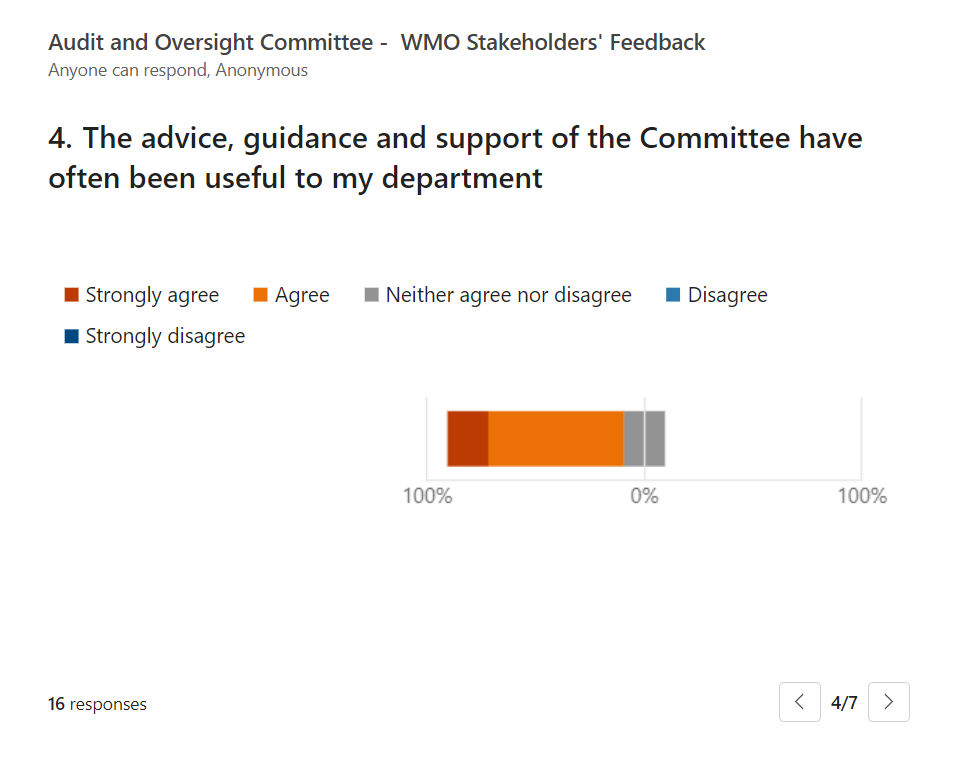 Audit and Oversight Committee -  WMO Stakeholders' Feedback
Anyone can respond, Anonymous
4. The advice, guidance and support of the Committee have
often been useful to my department
Strongly agree Agree Neither agree nor disagree Disagree
Strongly disagree
100% 0% 100%
16 responses 4/7